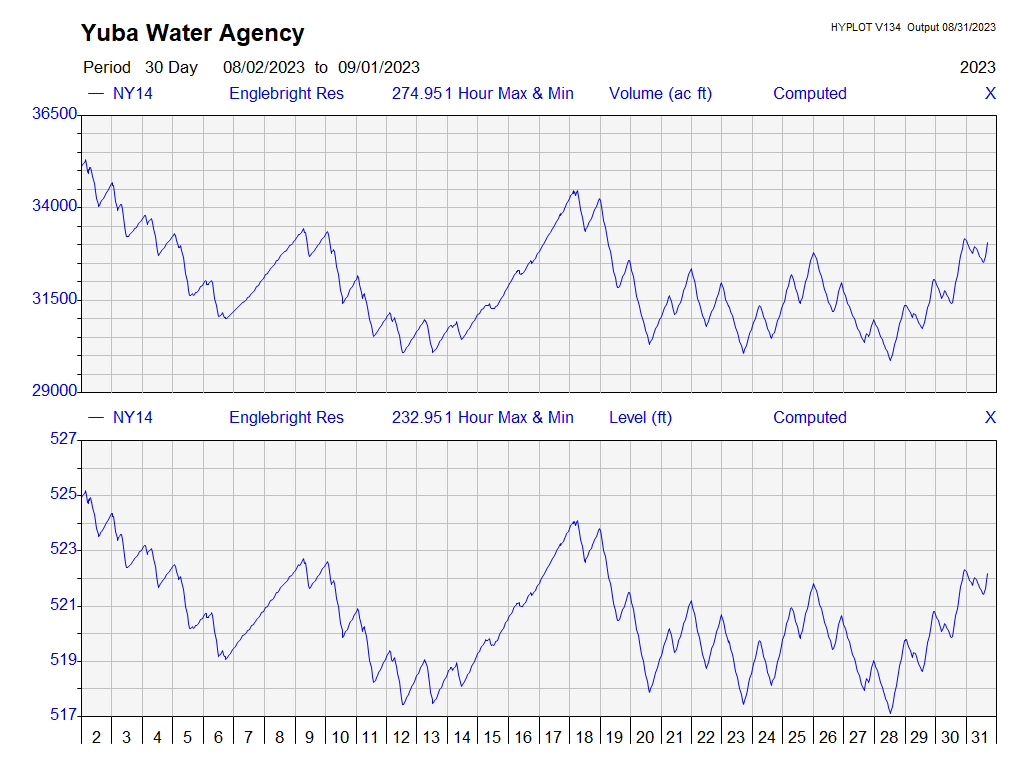 Yuba Water Agency
HYPLOT V134 Output 08/31/2023
Period 30 Day 08/02/2023 to 09/01/2023 2023
NY14 Englebright Res 274.951 Hour Max & Min Volume (ac ft) Computed X
36500
34000
31500
29000
NY14 Englebright Res 232.951 Hour Max & Min Level (ft) Computed X
527
525
523
521
519
517
2 3 4 5 6 7 8 9 10 11 12 13 14 15 16 17 18 19 20 21 22 23 24 25 26 27 28 29 30 31